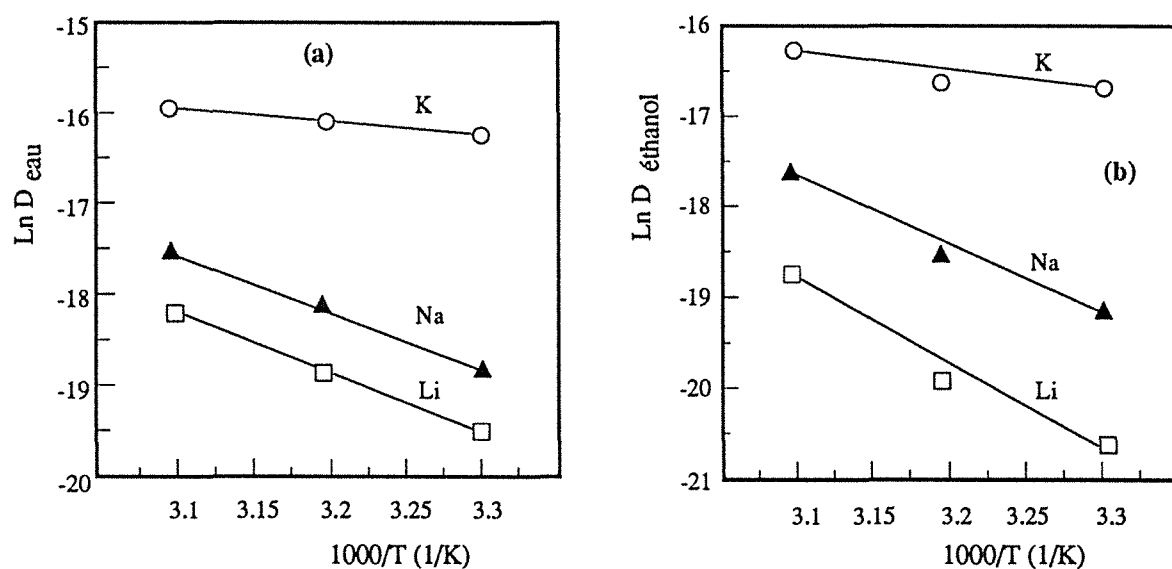 (a)
Ln D eau
-15
-16
-17
-18
-19
-20
K
Na
Li
3.1 3.15 3.2 3.25 3.3
1000/T (1/K)
(b)
Ln D éthanol
-16
-17
-18
-19
-20
-21
K
Na
Li
3.1 3.15 3.2 3.25 3.3
1000/T (1/K)